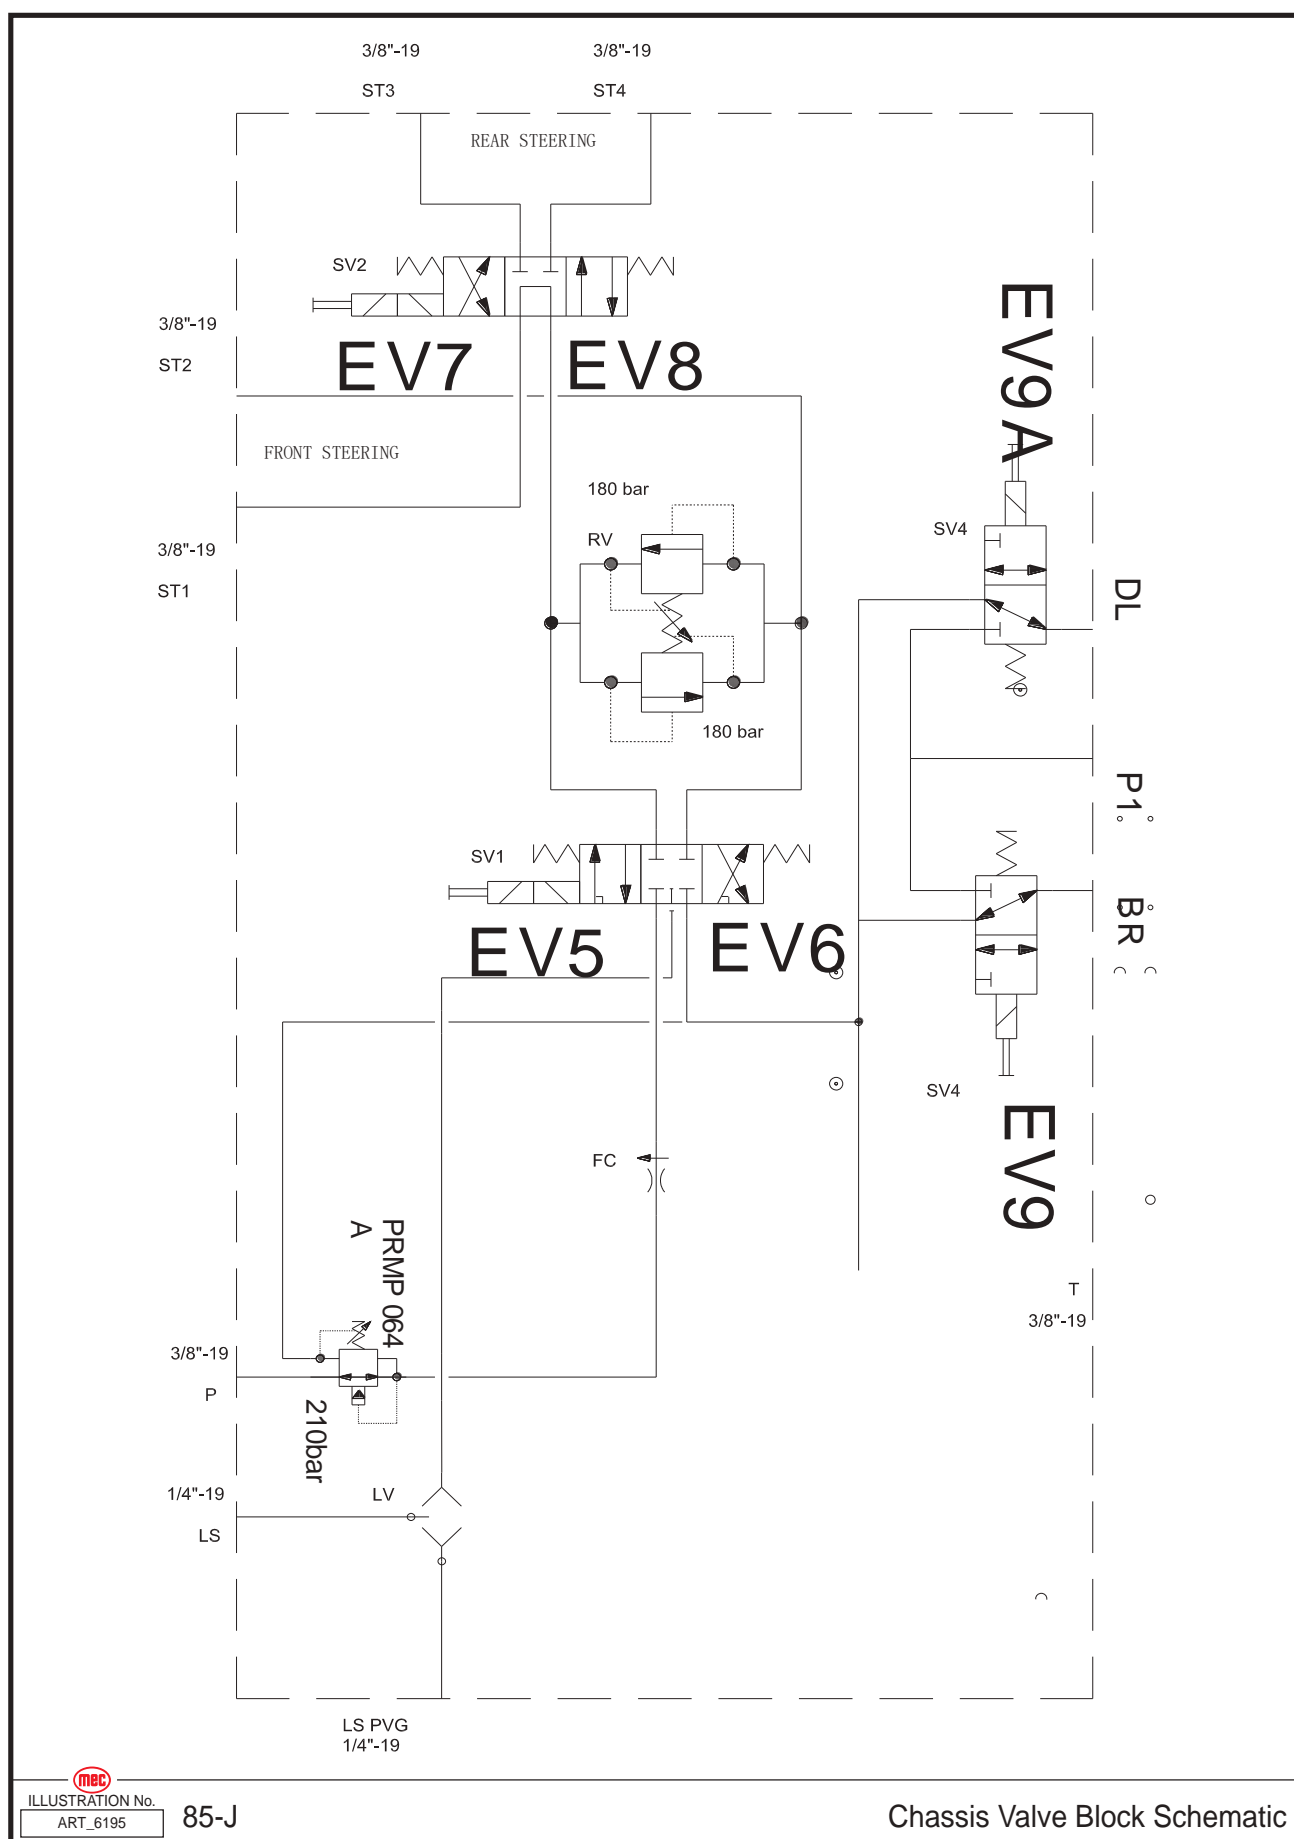 3/8"-19
3/8"-19
ST3
ST4
REAR STEERING
SV2
3/8"-19
ST2
EV7
EV8
EV9A
FRONT STEERING
180 bar
SV4
RV
3/8"-19
ST1
DL
180 bar
P1
SV1
BR
EV5
EV6
SV4
EV9
FC
PRMP 064
A
T
3/8"-19
3/8"-19
P
210bar
1/4"-19
LV
LS
LS PVG
1/4"-19
mec
ILLUSTRATION No.
ART_6195
85-J
Chassis Valve Block Schematic